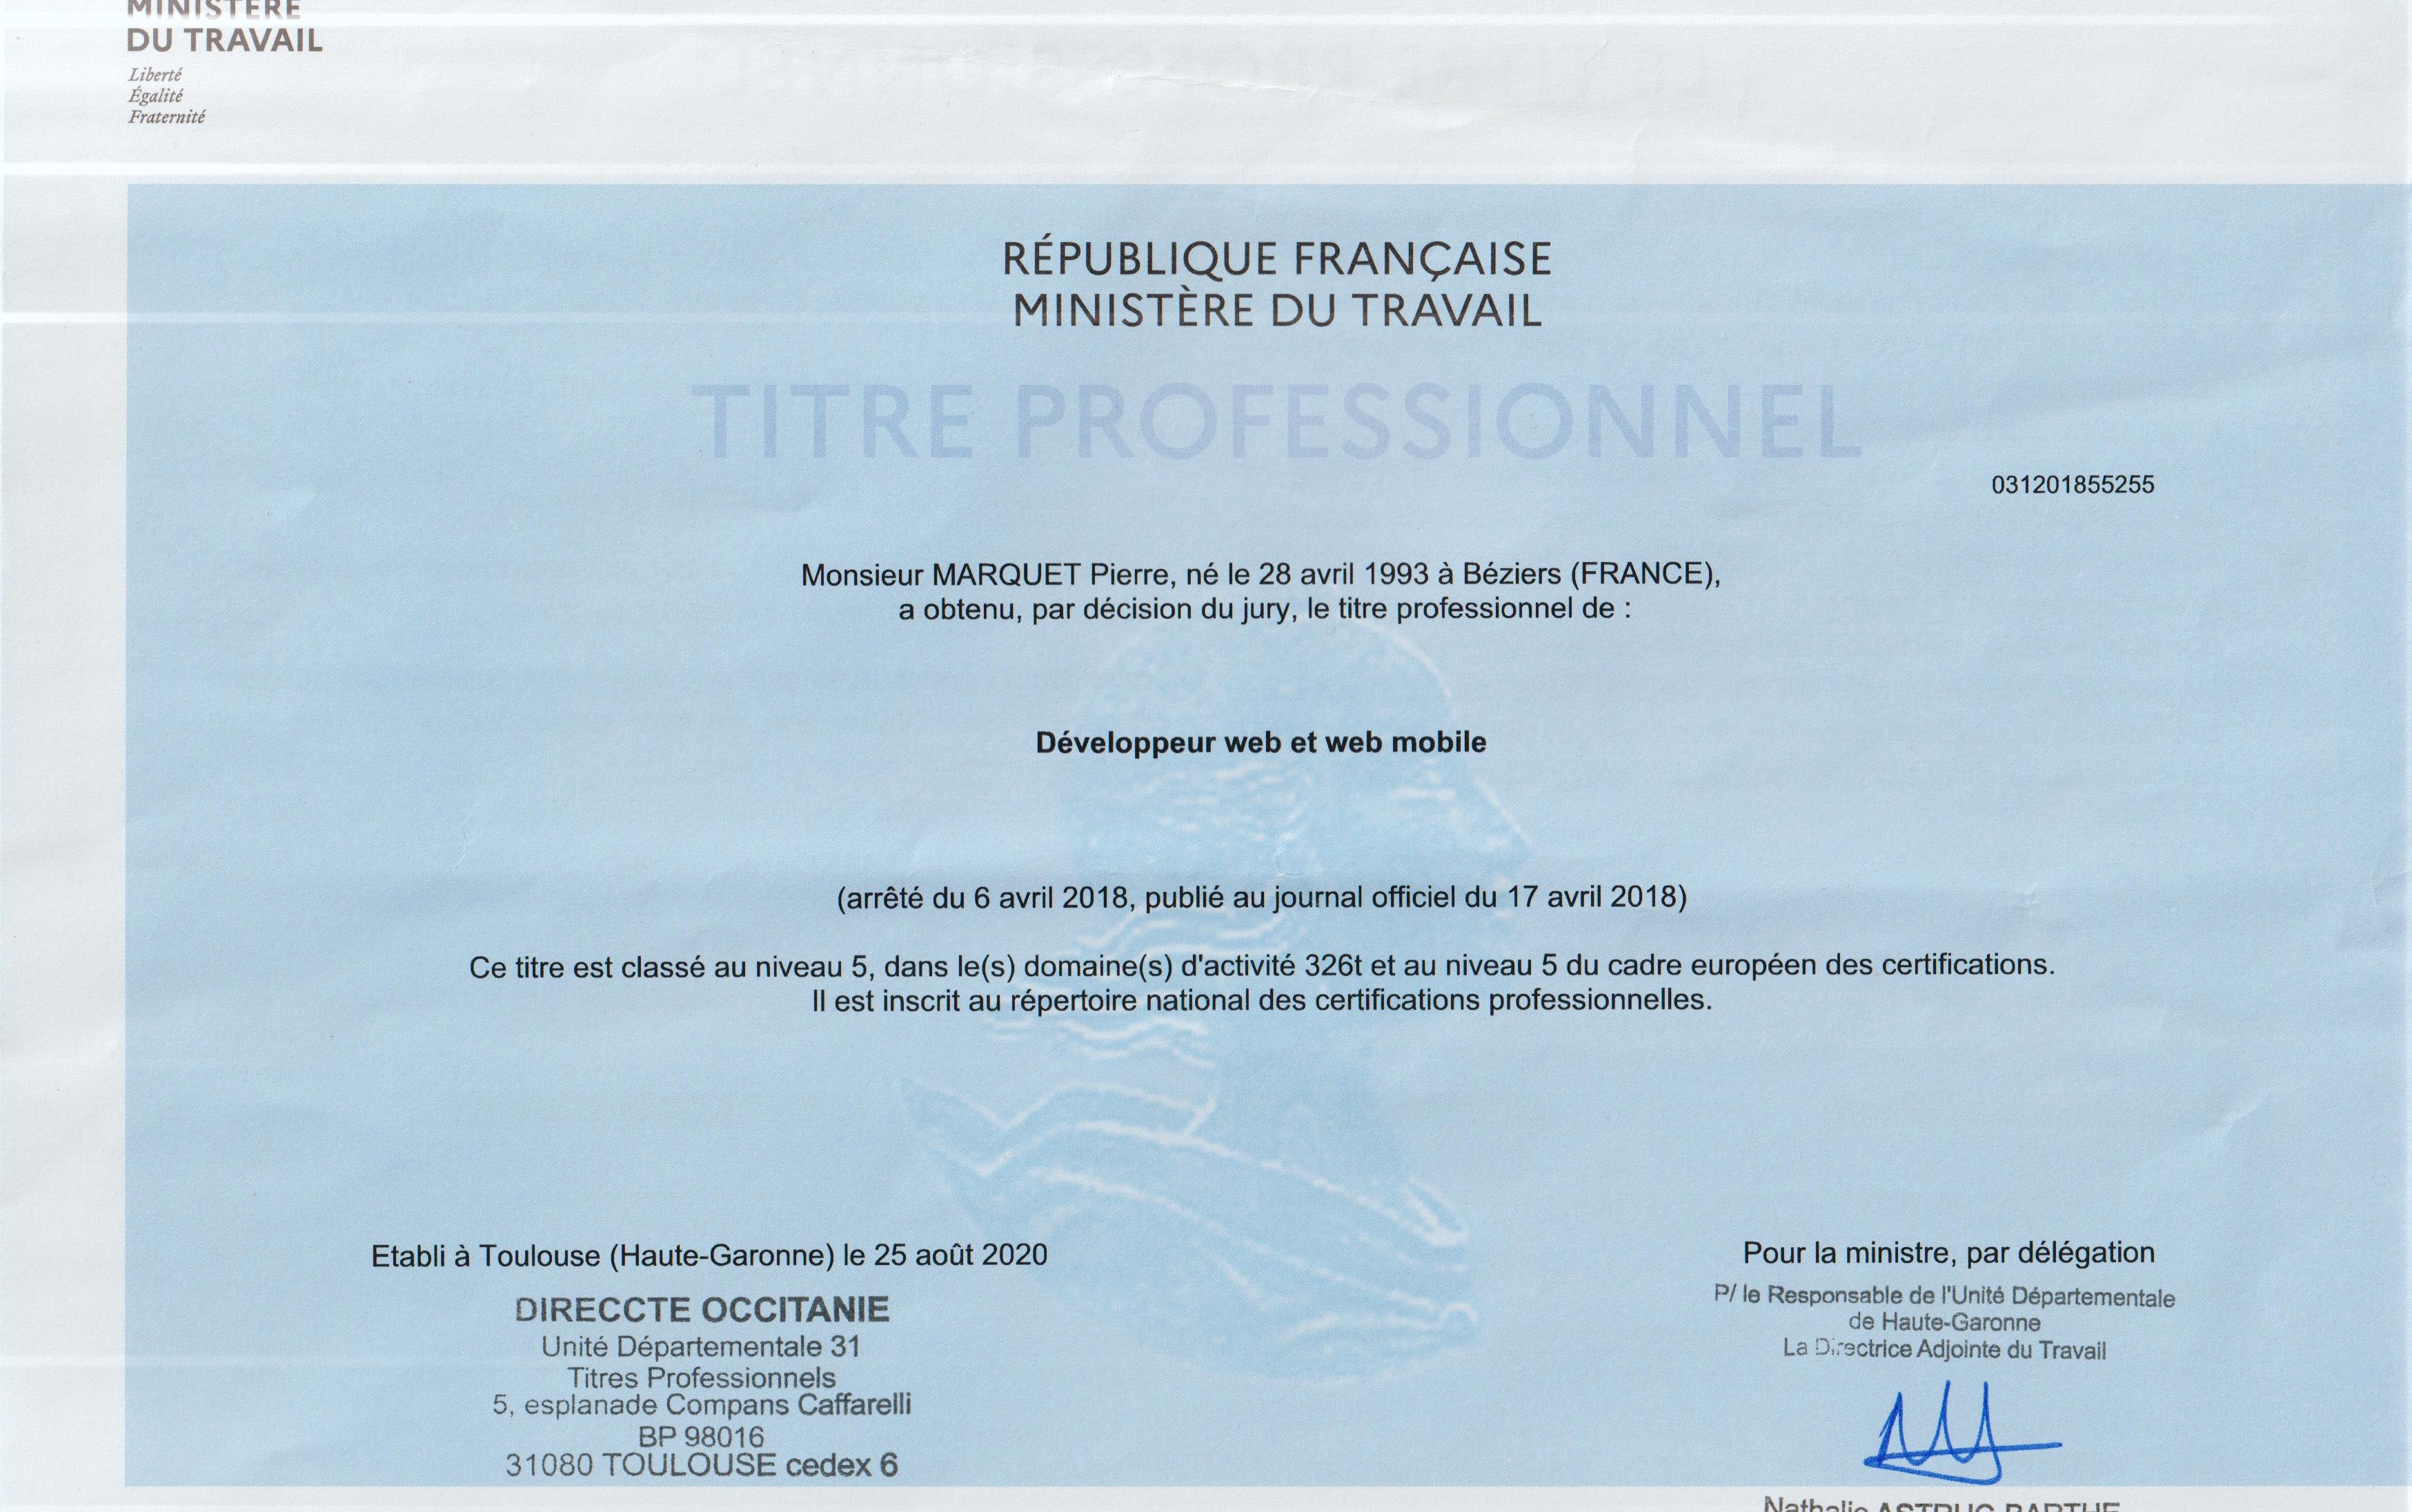 MINISTÈRE
DU TRAVAIL
Liberté
Égalité
Fraternité
RÉPUBLIQUE FRANÇAISE
MINISTÈRE DU TRAVAIL
TITRE PROFESSIONNEL
031201855255
Monsieur MARQUET Pierre, né le 28 avril 1993 à Béziers (FRANCE),
a obtenu, par décision du jury, le titre professionnel de :
Développeur web et web mobile
(arrêté du 6 avril 2018, publié au journal officiel du 17 avril 2018)
Ce titre est classé au niveau 5, dans le(s) domaine(s) d'activité 326t et au niveau 5 du cadre européen des certifications.
Il est inscrit au répertoire national des certifications professionnelles.
Etabli à Toulouse (Haute-Garonne) le 25 août 2020
DIRECCTE OCCITANIE
Unité Départementale 31
Titres Professionnels
5, esplanade Compans Caffarelli
BP 98016
31080 TOULOUSE cedex 6
Pour la ministre, par délégation
P/ le Responsable de l'Unité Départementale
de Haute-Garonne
La Directrice Adjointe du Travail
Nathalie ASTRUC BARTHE